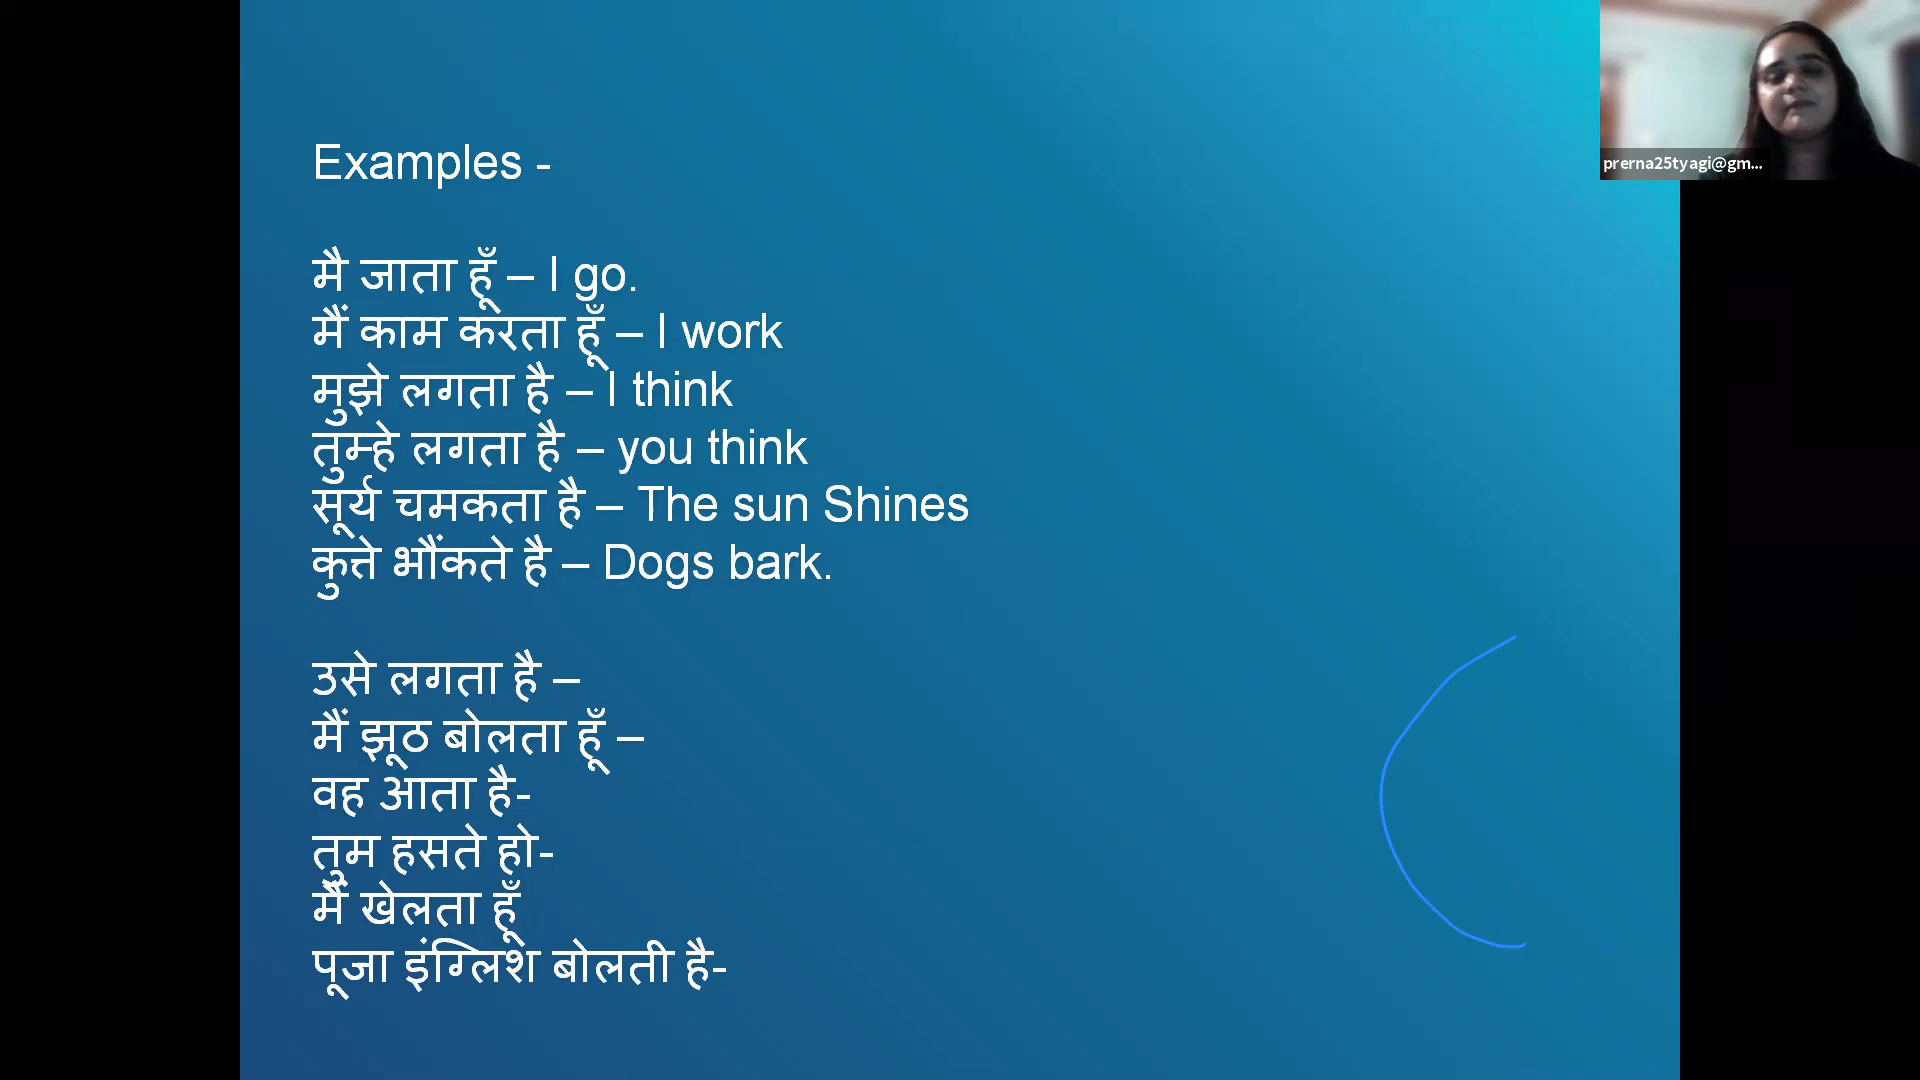 Examples -
मै जाता हूँ – I go.
मैं काम करता हूँ – I work
मुझे लगता है – I think
तुम्हे लगता है – you think
सूर्य चमकता है – The sun Shines
कुत्ते भौंकते है – Dogs bark.
उसे लगता है –
मैं झूठ बोलता हूँ –
वह आता है-
तुम हसते हो-
मैं खेलता हूँ
पूजा इंग्लिश बोलती है-
prerna25tyagi@gm...